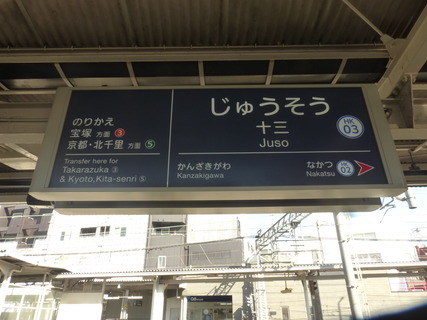 のりかえ
宝塚 方面 ③
京都・北千里 方面 ⑤
Transfer here for
Takarazuka ③
& Kyoto,Kita-senri ⑤
じゅうそう
十三
Juso
HK
03
かんざきがわ
Kanzakigawa
なかつ
Nakatsu
HK
02